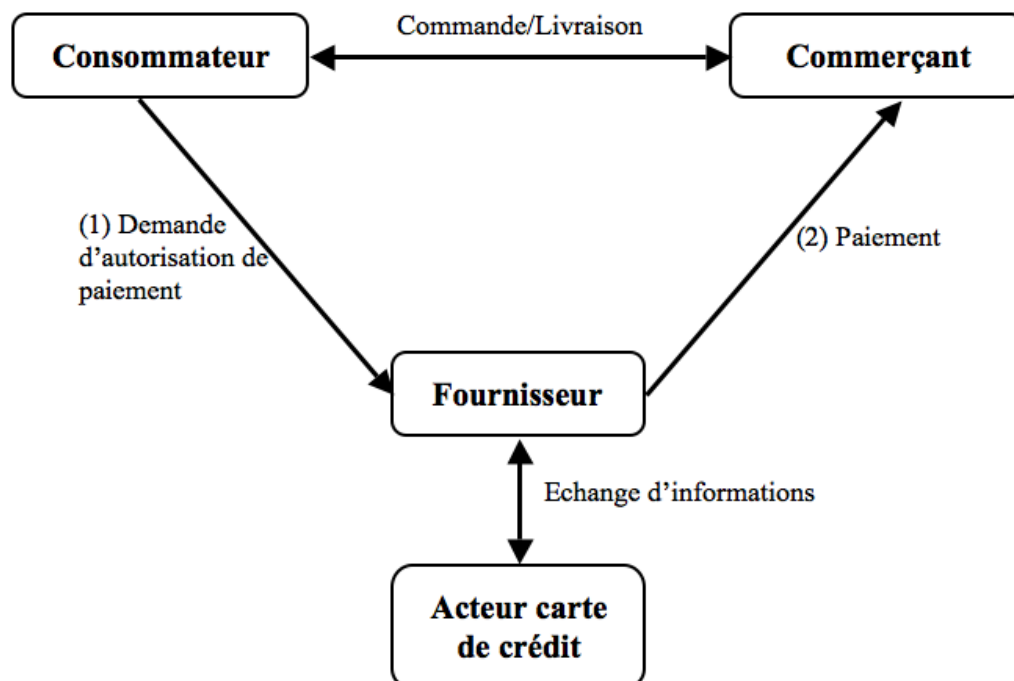 Commande/Livraison
Consommateur
Commerçant
(1) Demande
d’autorisation de
paiement
(2) Paiement
Fournisseur
Echange d’informations
Acteur carte
de crédit